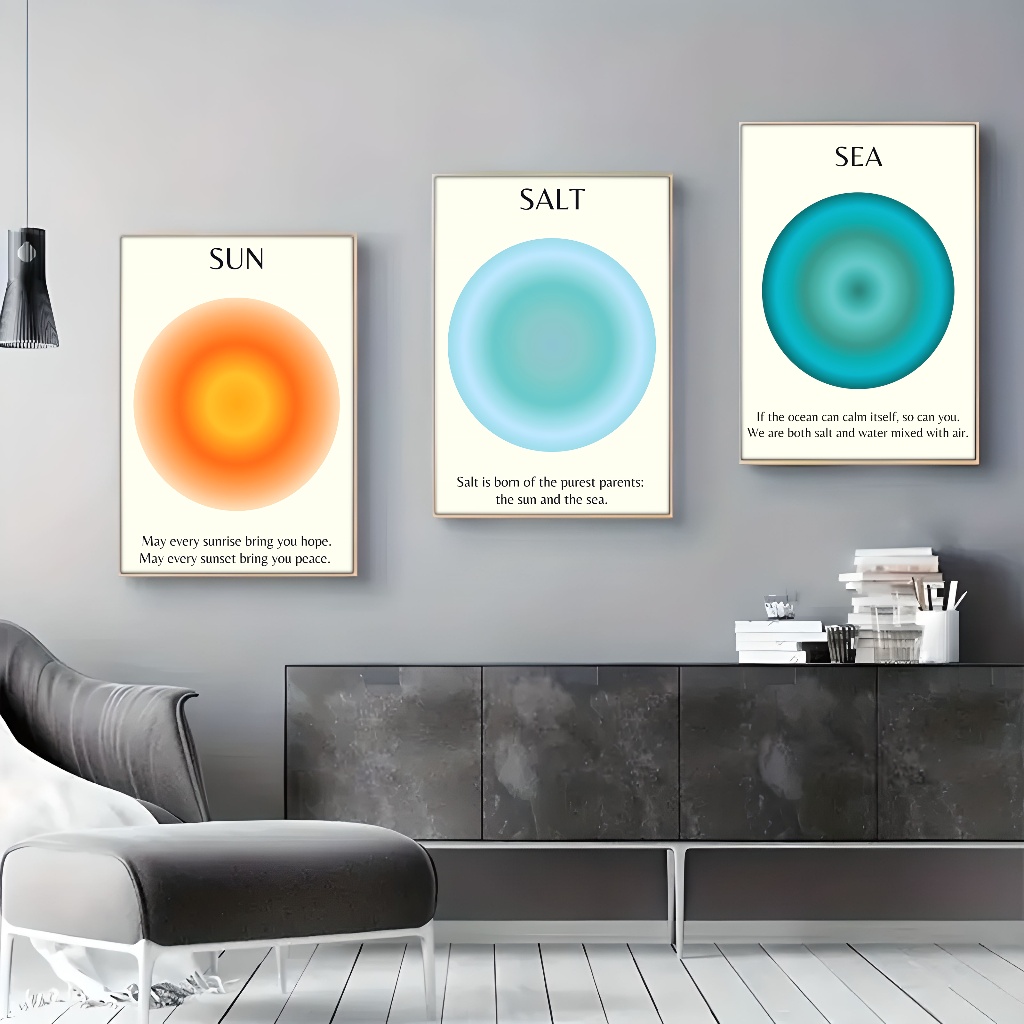 SUN
May every sunrise bring you hope.
May every sunset bring you peace.
SALT
Salt is born of the purest parents:
the sun and the sea.
SEA
If the ocean can calm itself, so can you.
We are both salt and water mixed with air.